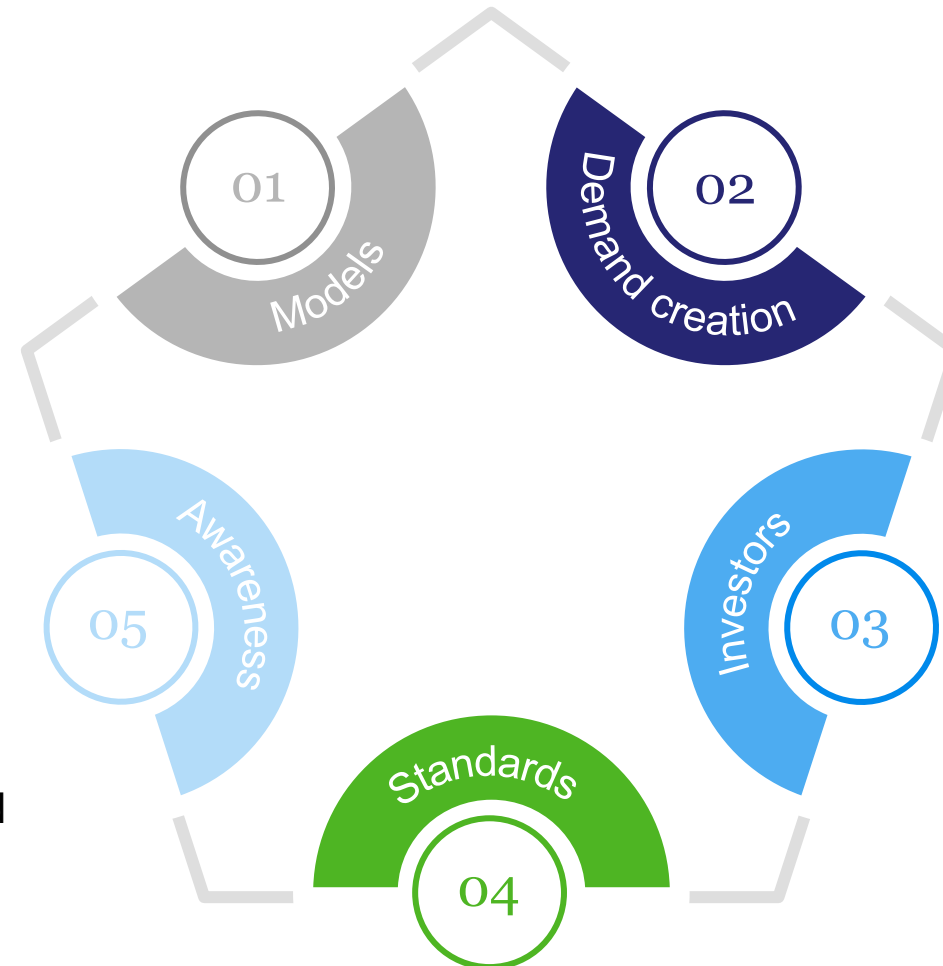 01
Models
02
Demand creation
03
Investors
04
Standards
05
Awareness